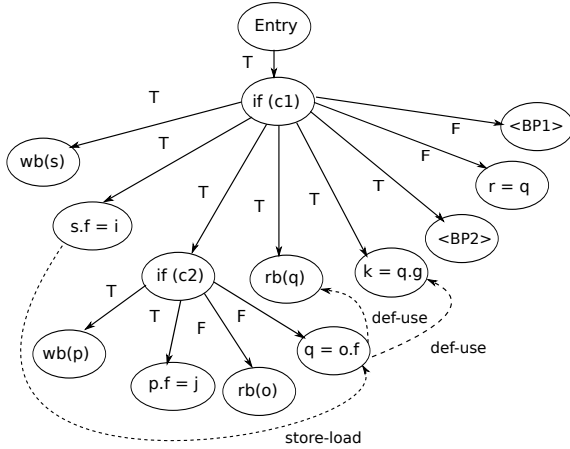 Entry
T
if (c1)
T
T
T
T
T
T
F
F
<BP1>
wb(s)
r = q
s.f = i
<BP2>
if (c2)
rb(q)
k = q.g
T
T
F
F
def-use
def-use
wb(p)
q = o.f
p.f = j
rb(o)
store-load